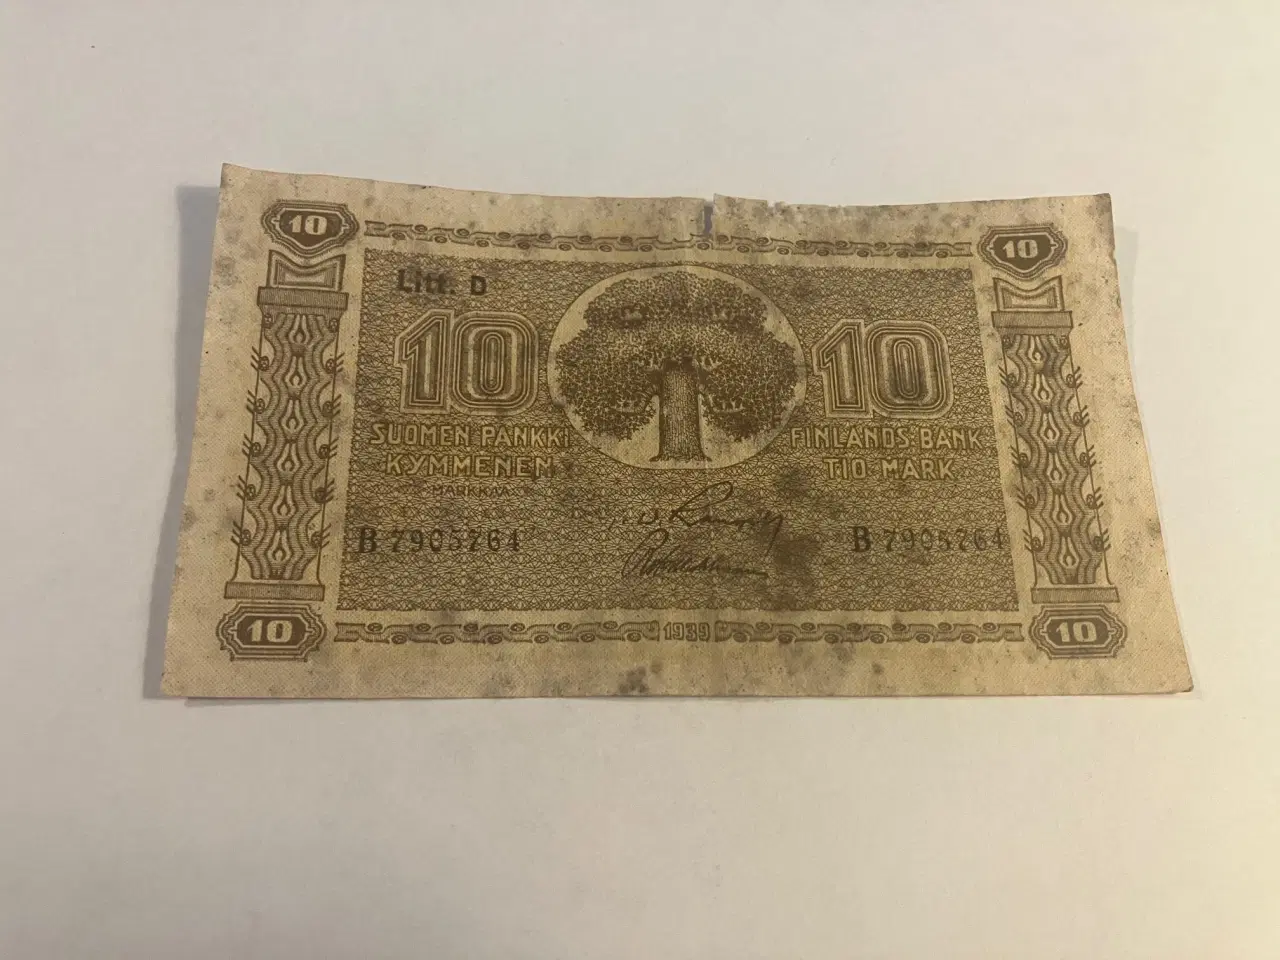 10 10
Litt. D
10 10
SUOMEN PANKKI FINLANDS BANK
KYMMENEN TIO MARK
MARKKAA
B 7905764 B 7905764
10 1939 10